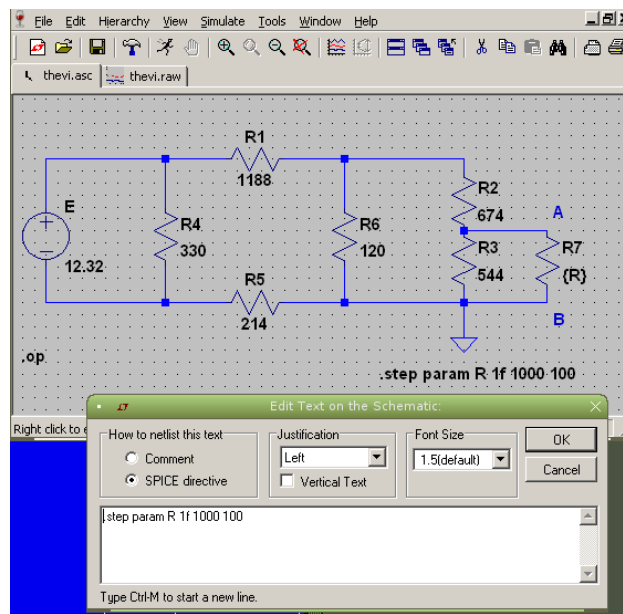 File Edit Hierarchy View Simulate Tools Window Help
thevi.asc thevi.raw
R1
1188
R2
674
A
E
12.32
R4
330
R6
120
R3
544
R7
{R}
R5
214
B
.op
.step param R 1f 1000 100
Edit Text on the Schematic:
Right click to e
How to netlist this text
Comment
SPICE directive
Justification
Left
Vertical Text
Font Size
1.5(default)
OK
Cancel
.step param R 1f 1000 100
Type Ctrl-M to start a new line.